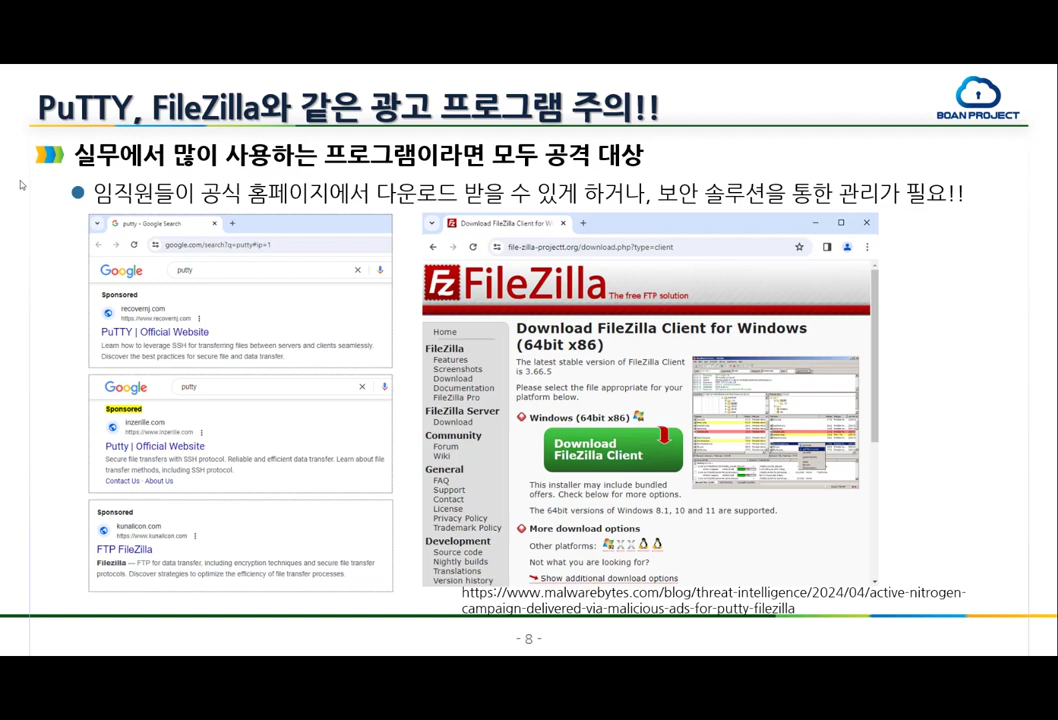 PuTTY, FileZilla와 같은 광고 프로그램 주의!!
BOAN PROJECT
실무에서 많이 사용하는 프로그램이라면 모두 공격 대상
임직원들이 공식 홈페이지에서 다운로드 받을 수 있게 하거나, 보안 솔루션을 통한 관리가 필요!!
putty - Google Search
google.com/search?q=putty#ip=1
Google
putty
Sponsored
recovernj.com
https://www.recovernj.com
PuTTY | Official Website
Learn how to leverage SSH for transferring files between servers and clients seamlessly.
Discover the best practices for secure file and data transfer.
Google
putty
Sponsored
inzerille.com
https://www.inzerille.com
Putty | Official Website
Secure file transfers with SSH protocol. Reliable and efficient data transfer. Learn about file
transfer methods, including SSH protocol.
Contact Us · About Us
Sponsored
kunalicon.com
https://www.kunalicon.com
FTP FileZilla
Filezilla — FTP for data transfer, including encryption techniques and secure file transfer
protocols. Discover strategies to optimize the efficiency of file transfer processes.
Download FileZilla Client for Wi
file-zilla-projectt.org/download.php?type=client
Fz FileZilla The free FTP solution
Home
FileZilla
Features
Screenshots
Download
Documentation
FileZilla Pro
FileZilla Server
Download
Community
Forum
Wiki
General
FAQ
Support
Contact
License
Privacy Policy
Trademark Policy
Development
Source code
Nightly builds
Translations
Version history
Download FileZilla Client for Windows
(64bit x86)
The latest stable version of FileZilla Client
is 3.66.5
Please select the file appropriate for your
platform below.
Windows (64bit x86)
Download
FileZilla Client
This installer may include bundled
offers. Check below for more options.
The 64bit versions of Windows 8.1, 10 and 11 are supported.
More download options
Other platforms:
Not what you are looking for?
Show additional download options
https://www.malwarebytes.com/blog/threat-intelligence/2024/04/active-nitrogen-
campaign-delivered-via-malicious-ads-for-putty-filezilla
- 8 -